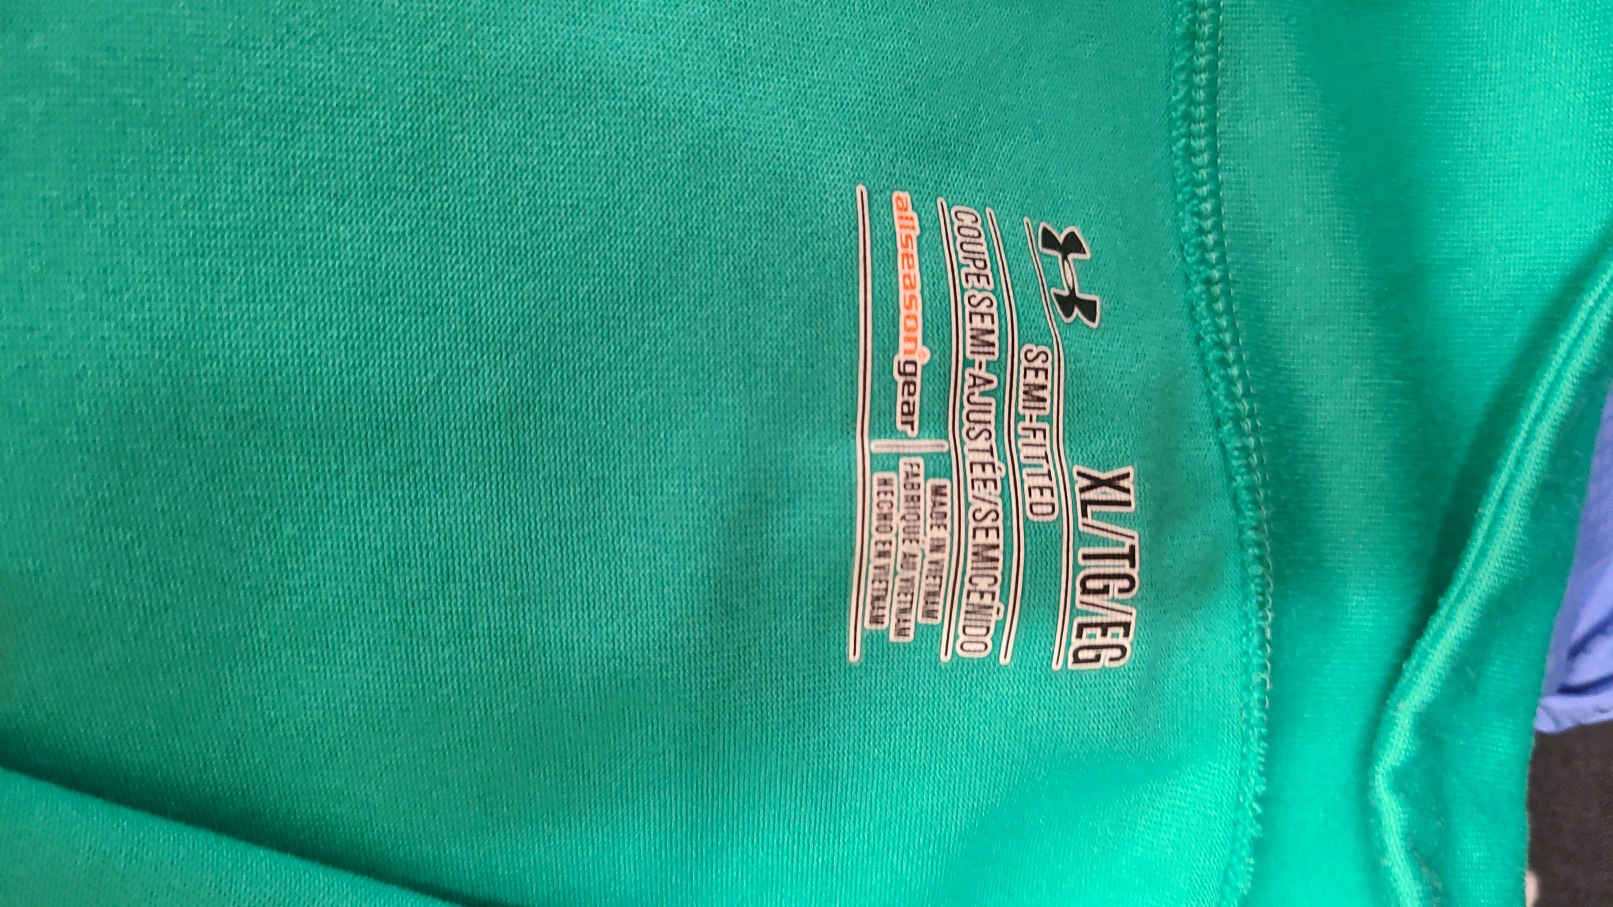 XL/TG/EG
SEMI-FITTED
COUPE SEMI-AJUSTÉE/SEMICEÑIDO
allseasongear
MADE IN VIETNAM
FABRIQUÉ AU VIETNAM
HECHO EN VIETNAM